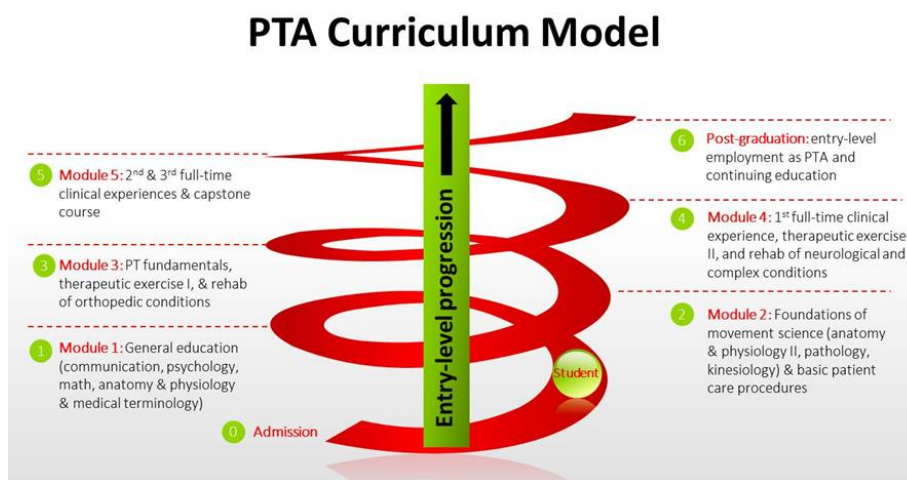 PTA Curriculum Model
6 Post-graduation: entry-level
employment as PTA and
continuing education
5 Module 5: 2nd & 3rd full-time
clinical experiences & capstone
course
4 Module 4: 1st full-time clinical
experience, therapeutic exercise
II, and rehab of neurological and
complex conditions
3 Module 3: PT fundamentals,
therapeutic exercise I, & rehab
of orthopedic conditions
2 Module 2: Foundations of
movement science (anatomy
& physiology II, pathology,
kinesiology) & basic patient
care procedures
1 Module 1: General education
(communication, psychology,
math, anatomy & physiology
& medical terminology)
0 Admission
Entry-level progression
Student